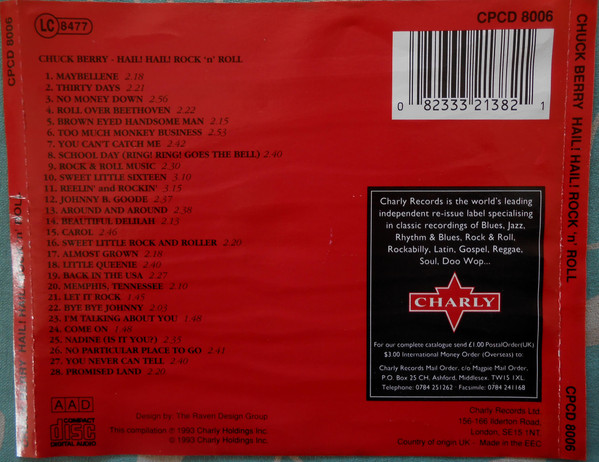 LC 8477
CPCD 8006
CHUCK BERRY - HAIL! HAIL! ROCK 'n' ROLL
1. MAYBELLENE 2.18
2. THIRTY DAYS 2.21
3. NO MONEY DOWN 2.56
4. ROLL OVER BEETHOVEN 2.22
5. BROWN EYED HANDSOME MAN 2.15
6. TOO MUCH MONKEY BUSINESS 2.53
7. YOU CAN'T CATCH ME 2.42
8. SCHOOL DAY (RING! RING! GOES THE BELL) 2.40
9. ROCK & ROLL MUSIC 2.30
10. SWEET LITTLE SIXTEEN 3.10
11. REELIN' and ROCKIN' 3.15
12. JOHNNY B. GOODE 2.37
13. AROUND AND AROUND 2.38
14. BEAUTIFUL DELILAH 2.13
15. CAROL 2.46
16. SWEET LITTLE ROCK AND ROLLER 2.20
17. ALMOST GROWN 2.18
18. LITTLE QUEENIE 2.40
19. BACK IN THE USA 2.27
20. MEMPHIS, TENNESSEE 2.10
21. LET IT ROCK 1.45
22. BYE BYE JOHNNY 2.03
23. I'M TALKING ABOUT YOU 1.48
24. COME ON 1.48
25. NADINE (IS IT YOU?) 2.35
26. NO PARTICULAR PLACE TO GO 2.41
27. YOU NEVER CAN TELL 2.40
28. PROMISED LAND 2.20
AAD
COMPACT
disc
DIGITAL AUDIO
Design by: The Raven Design Group
This compilation ℗ 1993 Charly Holdings Inc.
© 1993 Charly Holdings Inc.
0 82333 21382 1
Charly Records is the world's leading
independent re-issue label specialising
in classic recordings of Blues, Jazz,
Rhythm & Blues, Rock & Roll,
Rockabilly, Latin, Gospel, Reggae,
Soul, Doo Wop...
CHARLY
For our complete catalogue send £1.00 PostalOrder(UK)
$3.00 International Money Order (Overseas) to:
Charly Records Mail Order, c/o Magpie Mail Order,
P.O. Box 25 CH, Ashford, Middlesex. TW15 1XL.
Telephone: 0784 251262 · Facsimile: 0784 241168
Charly Records Ltd.
156-166 Ilderton Road,
London, SE15 1NT.
Country of origin UK - Made in the EEC
CPCD 8006
BERRY HAIL! HAIL! ROCK 'n' ROLL
CHUCK BERRY HAIL! HAIL! ROCK 'n' ROLL
CPCD 8006